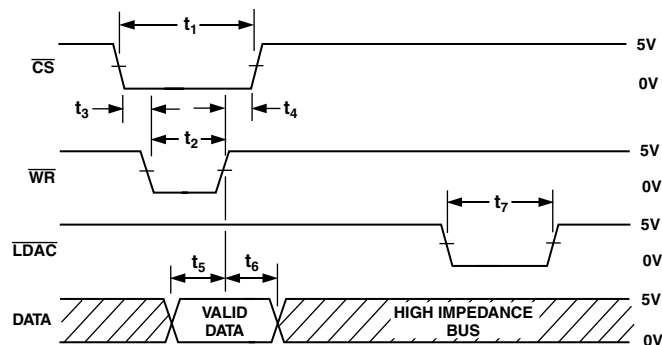 t1
5V
CS
0V
t3
t4
t2
5V
WR
0V
t7
5V
LDAC
0V
t5
t6
5V
DATA
VALID
DATA
HIGH IMPEDANCE
BUS
0V